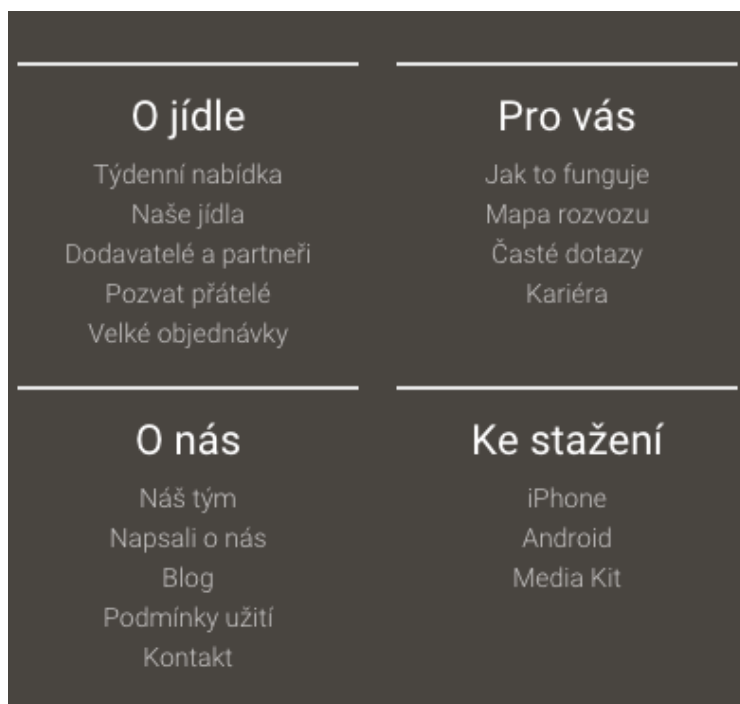 O jídle
Týdenní nabídka
Naše jídla
Dodavatelé a partneři
Pozvat přátelé
Velké objednávky
Pro vás
Jak to funguje
Mapa rozvozu
Časté dotazy
Kariéra
O nás
Náš tým
Napsali o nás
Blog
Podmínky užití
Kontakt
Ke stažení
iPhone
Android
Media Kit